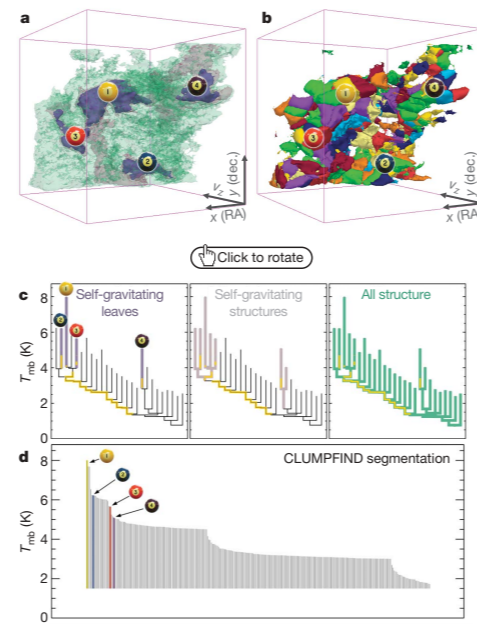 a
b
1
4
3
2
v_z
y (dec.)
x (RA)
1
4
3
2
v_z
y (dec.)
x (RA)
Click to rotate
c
Self-gravitating
leaves
Self-gravitating
structures
All structure
1
2
3
4
8
6
4
2
0
T_mb (K)
d
CLUMPFIND segmentation
1
2
3
4
8
6
4
2
0
T_mb (K)